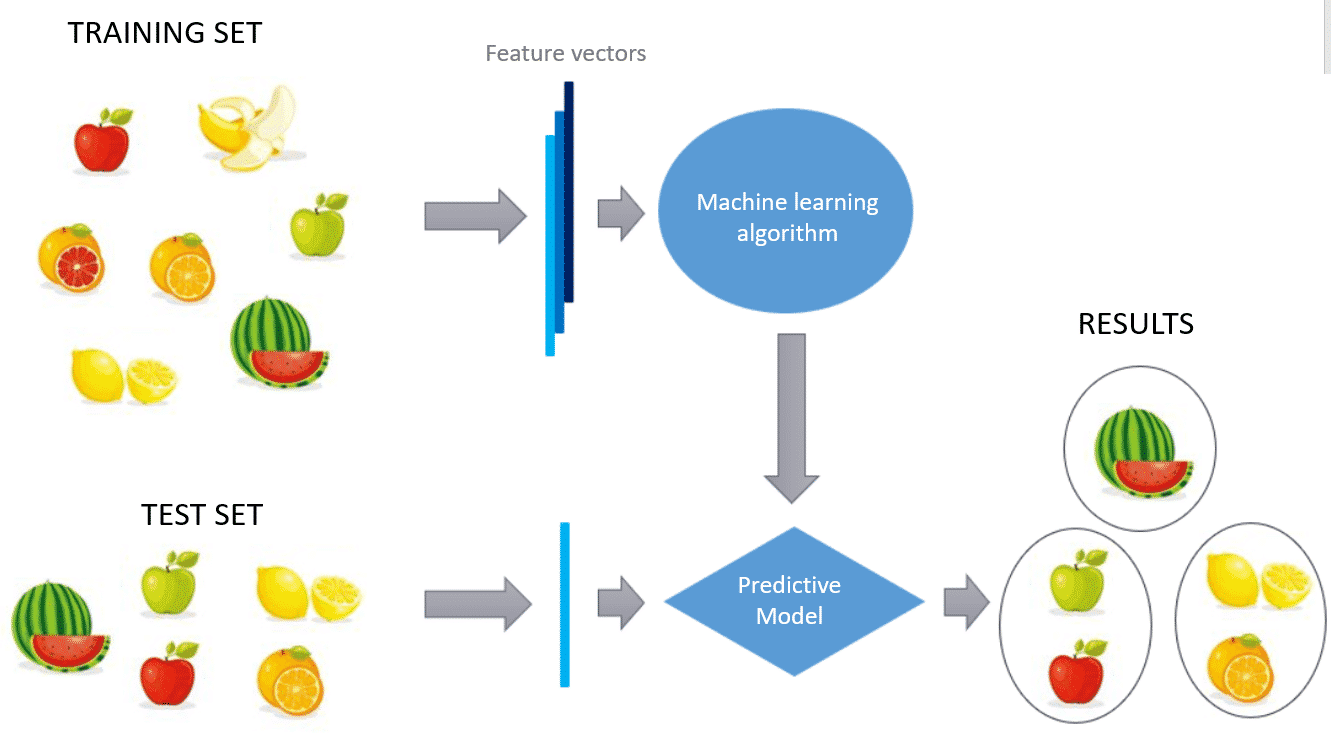 TRAINING SET
Feature vectors
Machine learning
algorithm
RESULTS
TEST SET
Predictive
Model